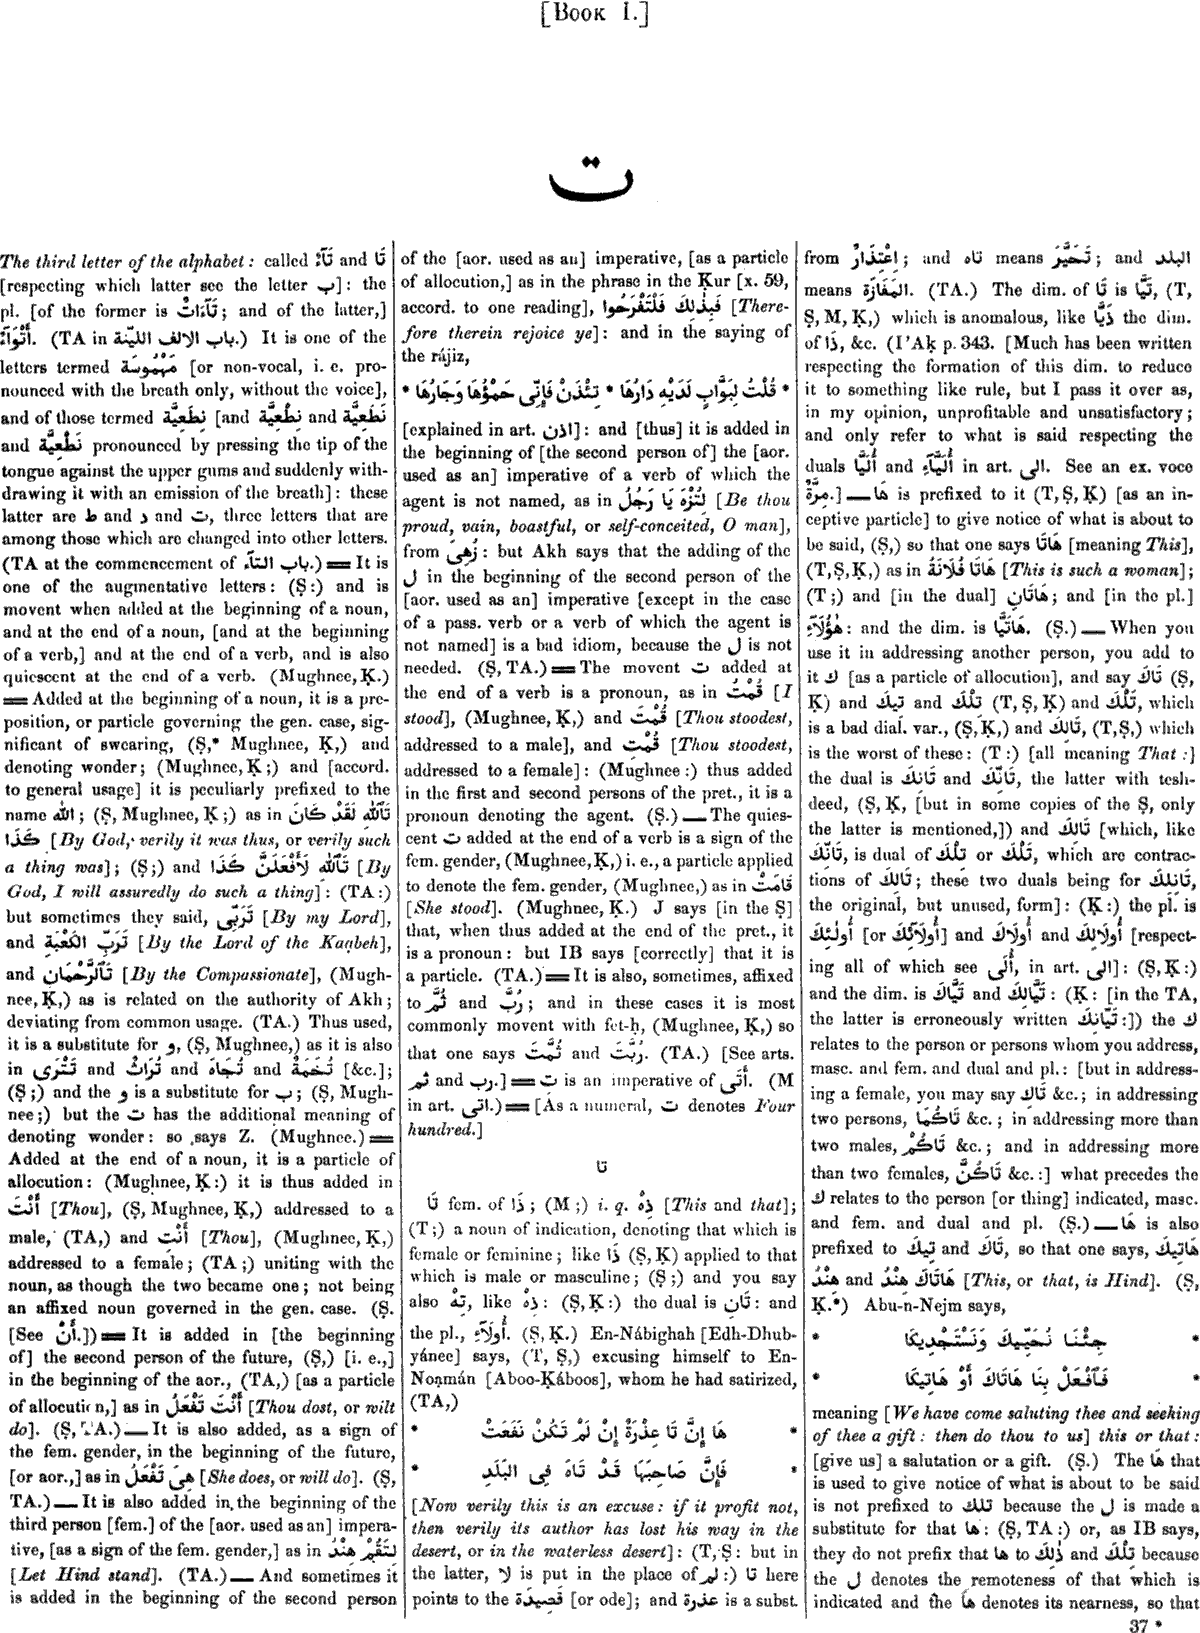 [Book I.]
ت
The third letter of the alphabet: called تَآءٌ and تَا
[respecting which latter see the letter ب]: the
pl. [of the former is تَآءَاتٌ; and of the latter,]
أَتْوَآءٌ. (TA in باب الالف الليّنة.) It is one of the
letters termed مَهْمُوسَة [or non-vocal, i. e. pro-
nounced with the breath only, without the voice],
and of those termed نِطَعِيَّة [and نِطْعِيَّة and نَطَعِيَّة
and نَطْعِيَّة pronounced by pressing the tip of the
tongue against the upper gums and suddenly with-
drawing it with an emission of the breath]: these
latter are ط and د and ت, three letters that are
among those which are changed into other letters.
(TA at the commencement of باب التآء.) ═ It is
one of the augmentative letters: (Ṣ:) and is
movent when added at the beginning of a noun,
and at the end of a noun, [and at the beginning
of a verb,] and at the end of a verb, and is also
quiescent at the end of a verb. (Mughnee, Ḳ.)
═ Added at the beginning of a noun, it is a pre-
position, or particle governing the gen. case, sig-
nificant of swearing, (Ṣ,* Mughnee, Ḳ,) and
denoting wonder; (Mughnee, Ḳ;) and [accord.
to general usage] it is peculiarly prefixed to the
name اللّٰه; (Ṣ, Mughnee, Ḳ;) as in تَٱللّٰهِ لَقَدْ كَانَ
كَذَا [By God, verily it was thus, or verily such
a thing was]; (Ṣ;) and تَٱللّٰهِ لَأَفْعَلَنَّ كَذَا [By
God, I will assuredly do such a thing]: (TA:)
but sometimes they said, تَرَبِّى [By my Lord],
and تَرَبِّ الكَعْبَةِ [By the Lord of the Kaạbeh],
and تَٱلرَّحْمَانِ [By the Compassionate], (Mugh-
nee, Ḳ,) as is related on the authority of Akh;
deviating from common usage. (TA.) Thus used,
it is a substitute for و, (Ṣ, Mughnee,) as it is also
in تَتْرَى and تُرَاثٌ and تُجَاهَ and تُخَمَةٌ [&c.];
(Ṣ;) and the و is a substitute for ب; (Ṣ, Mugh-
nee;) but the ت has the additional meaning of
denoting wonder: so says Z. (Mughnee.) ═
Added at the end of a noun, it is a particle of
allocution: (Mughnee, Ḳ:) it is thus added in
أَنْتَ [Thou], (Ṣ, Mughnee, Ḳ,) addressed to a
male, (TA,) and أَنْتِ [Thou], (Mughnee, Ḳ,)
addressed to a female; (TA;) uniting with the
noun, as though the two became one; not being
an affixed noun governed in the gen. case. (Ṣ.
[See أَنْ.]) ═ It is added in [the beginning
of] the second person of the future, (Ṣ,) [i. e.,]
in the beginning of the aor., (TA,) [as a particle
of allocution,] as in أَنْتَ تَفْعَلُ [Thou dost, or wilt
do]. (Ṣ, TA.) — It is also added, as a sign of
the fem. gender, in the beginning of the future,
[or aor.,] as in هِىَ تَفْعَلُ [She does, or will do]. (Ṣ,
TA.) — It is also added in the beginning of the
third person [fem.] of the [aor. used as an] impera-
tive, [as a sign of the fem. gender,] as in لِتَقُمْ هِنْدُ
[Let Hind stand]. (TA.) — And sometimes it
is added in the beginning of the second person
of the [aor. used as an] imperative, [as a particle
of allocution,] as in the phrase in the Ḳur [x. 59,
accord. to one reading], فَبِذٰلِكَ فَلْتَفْرَحُوا [There-
fore therein rejoice ye]: and in the saying of
the rájiz,
* قُلْتُ لِبَوَّابٍ لَدَيْهِ دَارُهَا * تِئْذَنْ فَإِنِّى حَمْؤُهَا وَجَارُهَا *
[explained in art. اذن]: and [thus] it is added in
the beginning of [the second person of] the [aor.
used as an] imperative of a verb of which the
agent is not named, as in لِتُزْهَ يَا رَجُلُ [Be thou
proud, vain, boastful, or self-conceited, O man],
from زُهِىَ: but Akh says that the adding of the
ل in the beginning of the second person of the
[aor. used as an] imperative [except in the case
of a pass. verb or a verb of which the agent is
not named] is a bad idiom, because the ل is not
needed. (Ṣ, TA.) ═ The movent ت added at
the end of a verb is a pronoun, as in قُمْتُ [I
stood], (Mughnee, Ḳ,) and قُمْتَ [Thou stoodest,
addressed to a male], and قُمْتِ [Thou stoodest,
addressed to a female]: (Mughnee:) thus added
in the first and second persons of the pret., it is a
pronoun denoting the agent. (Ṣ.) — The quies-
cent ت added at the end of a verb is a sign of the
fem. gender, (Mughnee, Ḳ,) i. e., a particle applied
to denote the fem. gender, (Mughnee,) as in قَامَتْ
[She stood]. (Mughnee, Ḳ.) J says [in the Ṣ]
that, when thus added at the end of the pret., it
is a pronoun: but IB says [correctly] that it is
a particle. (TA.) ═ It is also, sometimes, affixed
to ثُمَّ and رُبَّ; and in these cases it is most
commonly movent with fet-ḥ, (Mughnee, Ḳ,) so
that one says ثُمَّتَ and رُبَّتَ. (TA.) [See arts.
ثم and رب.] ═ تِ is an imperative of أَتَى. (M
in art. اتى.) ═ [As a numeral, ت denotes Four
hundred.]
تا
تَا fem. of ذَا; (M;) i. q. ذِهْ [This and that];
(T;) a noun of indication, denoting that which is
female or feminine; like ذَا (Ṣ, Ḳ) applied to that
which is male or masculine; (Ṣ;) and you say
also تِهْ, like ذِهْ: (Ṣ, Ḳ:) the dual is تَانِ: and
the pl., أُولَآءِ. (Ṣ, Ḳ.) En-Nábighah [Edh-Dhub-
yánee] says, (T, Ṣ,) excusing himself to En-
Noạmán [Aboo-Ḳáboos], whom he had satirized,
(TA,)
* هَا إِنَّ تَا عِذْرَةٌ إِنْ لَمْ تَكُنْ نَفَعَتْ *
* فَإِنَّ صَاحِبَهَا قَدْ تَاهَ فِى البَلَدِ *
[Now verily this is an excuse: if it profit not,
then verily its author has lost his way in the
desert, or in the waterless desert]: (T, Ṣ: but in
the latter, لا is put in the place of لم:) تا here
points to the قَصِيدَة [or ode]; and عذرة is a subst.
from اِعْتِذَارٌ; and تاه means تَحَيَّرَ; and البلد
means المَفَازَة. (TA.) The dim. of تَا is تَيَّا, (T,
Ṣ, M, Ḳ,) which is anomalous, like ذَيَّا the dim.
of ذَا, &c. (I’Aḳ p. 343. [Much has been written
respecting the formation of this dim. to reduce
it to something like rule, but I pass it over as,
in my opinion, unprofitable and unsatisfactory;
and only refer to what is said respecting the
duals أُلَيَّا and أُلَيَّآءِ in art. الى. See an ex. voce
مِرَّةٌ.] — هَا is prefixed to it (T, Ṣ, Ḳ) [as an in-
ceptive particle] to give notice of what is about to
be said, (Ṣ,) so that one says هَاتَا [meaning This],
(T, Ṣ, Ḳ,) as in هَاتَا فُلَانَةُ [This is such a woman];
(T;) and [in the dual] هَاتَانِ; and [in the pl.]
هٰؤُلَآءِ: and the dim. is هَاتَيَّا. (Ṣ.) — When you
use it in addressing another person, you add to
it ك [as a particle of allocution], and say تَاكَ (Ṣ,
Ḳ) and تِيكَ and تِلْكَ (T, Ṣ, Ḳ) and تَلْكَ, which
is a bad dial. var., (Ṣ, Ḳ,) and تَالِكَ, (T, Ṣ,) which
is the worst of these: (T:) [all meaning That:]
the dual is تَانِكَ and تَانِّكَ, the latter with tesh-
deed, (Ṣ, Ḳ, [but in some copies of the Ṣ, only
the latter is mentioned,]) and تَالِكَ [which, like
تَانِّكَ, is dual of تِلْكَ or تَلْكَ, which are contrac-
tions of تَالِكَ; these two duals being for تَانِلِكَ,
the original, but unused, form]: (Ḳ:) the pl. is
أُولٰئِكَ [or أُولَآئِكَ] and أُولَاكَ and أُولَالِكَ [respect-
ing all of which see أُلَى, in art. الى]: (Ṣ, Ḳ:)
and the dim. is تَيَّاكَ and تَيَّالِكَ: (Ḳ: [in the TA,
the latter is erroneously written تَيَّانِكَ:]) the ك
relates to the person or persons whom you address,
masc. and fem. and dual and pl.: [but in address-
ing a female, you may say تَاكِ &c.; in addressing
two persons, تَاكُمَا &c.; in addressing more than
two males, تَاكُمْ &c.; and in addressing more
than two females, تَاكُنَّ &c.:] what precedes the
ك relates to the person [or thing] indicated, masc.
and fem. and dual and pl. (Ṣ.) — هَا is also
prefixed to تِيكَ and تَاكَ, so that one says, هَاتِيكَ
هِنْدُ and هَاتَاكَ هِنْدُ [This, or that, is Hind]. (Ṣ,
Ḳ.*) Abu-n-Nejm says,
* جِئْنَا نُحَيِّيكَ وَنَسْتَجْدِيكَا *
* فَٱفْعَلْ بِنَا هَاتَاكَ أَوْ هَاتِيكَا *
meaning [We have come saluting thee and seeking
of thee a gift: then do thou to us] this or that:
[give us] a salutation or a gift. (Ṣ.) The هَا that
is used to give notice of what is about to be said
is not prefixed to تلك because the ل is made a
substitute for that ها: (Ṣ, TA:) or, as IB says,
they do not prefix that ها to ذٰلِكَ and تِلْكَ because
the ل denotes the remoteness of that which is
indicated and the هَا denotes its nearness, so that
37 *